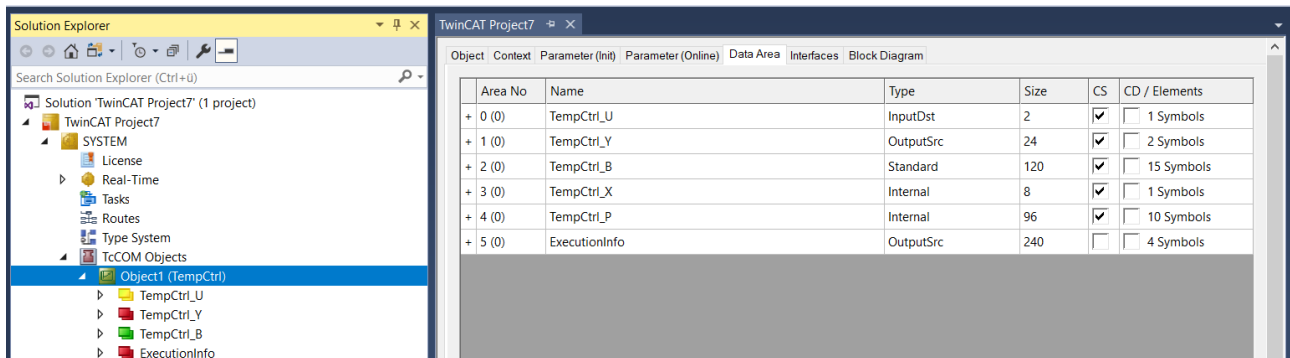 Solution Explorer
Search Solution Explorer (Ctrl+ü)
Solution 'TwinCAT Project7' (1 project)
TwinCAT Project7
SYSTEM
License
Real-Time
Tasks
Routes
Type System
TcCOM Objects
Object1 (TempCtrl)
TempCtrl_U
TempCtrl_Y
TempCtrl_B
ExecutionInfo
TwinCAT Project7
Object Context Parameter (Init) Parameter (Online) Data Area Interfaces Block Diagram
Area No Name Type Size CS CD / Elements
+ 0 (0) TempCtrl_U InputDst 2 1 Symbols
+ 1 (0) TempCtrl_Y OutputSrc 24 2 Symbols
+ 2 (0) TempCtrl_B Standard 120 15 Symbols
+ 3 (0) TempCtrl_X Internal 8 1 Symbols
+ 4 (0) TempCtrl_P Internal 96 10 Symbols
+ 5 (0) ExecutionInfo OutputSrc 240 4 Symbols